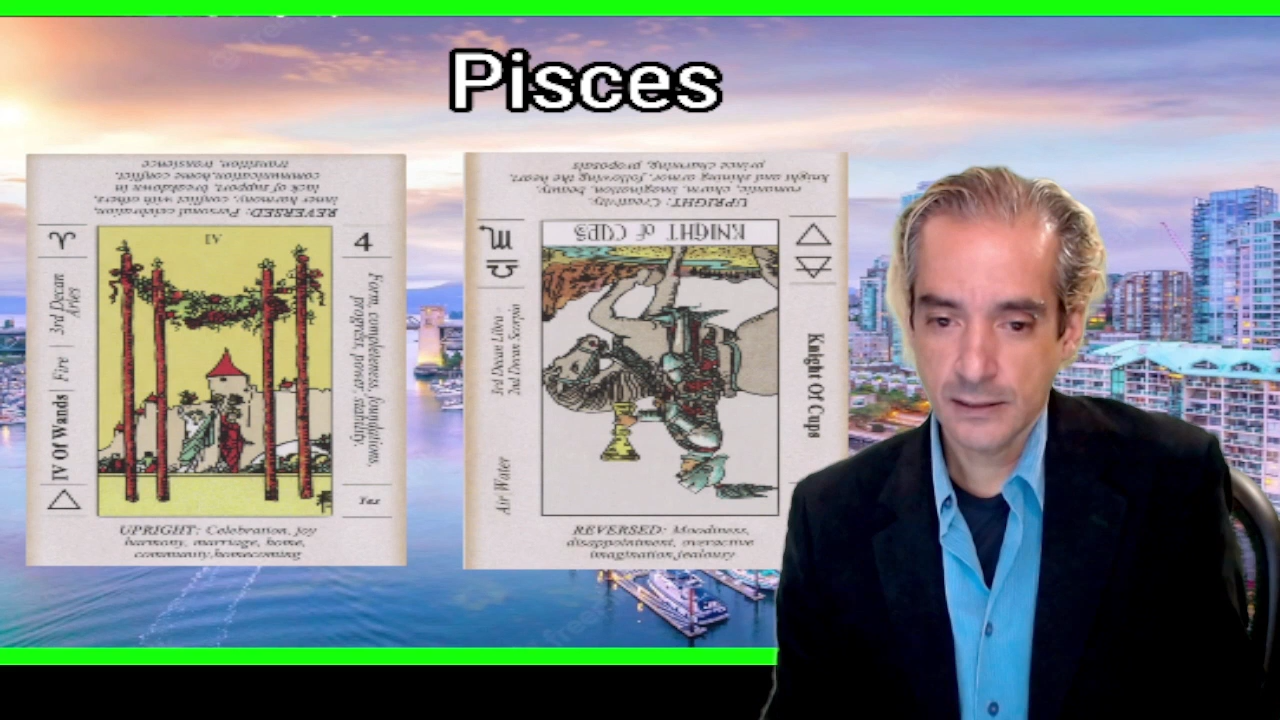 Pisces
REVERSED: Personal celebration,
inner harmony, conflict with others,
lack of support, breakdown in
communication,home conflict.
transition, transience
IV
4
IV Of Wands | Fire | 3rd Decan
Aries
Form, completeness, foundations,
progress, power, stability.
Yes
UPRIGHT: Celebration, joy
harmony, marriage, home,
community,homecoming
UPRIGHT: Creativity,
romantic, charm, imagination, beauty,
knight and shining armor, following the heart,
prince charming, proposals
KNIGHT of CUPS
Air|Water
3rd Decan Libra -
2nd Decan Scorpio
Knight Of Cups
REVERSED: Moodiness,
disappointment, overactive
imagination,jealousy